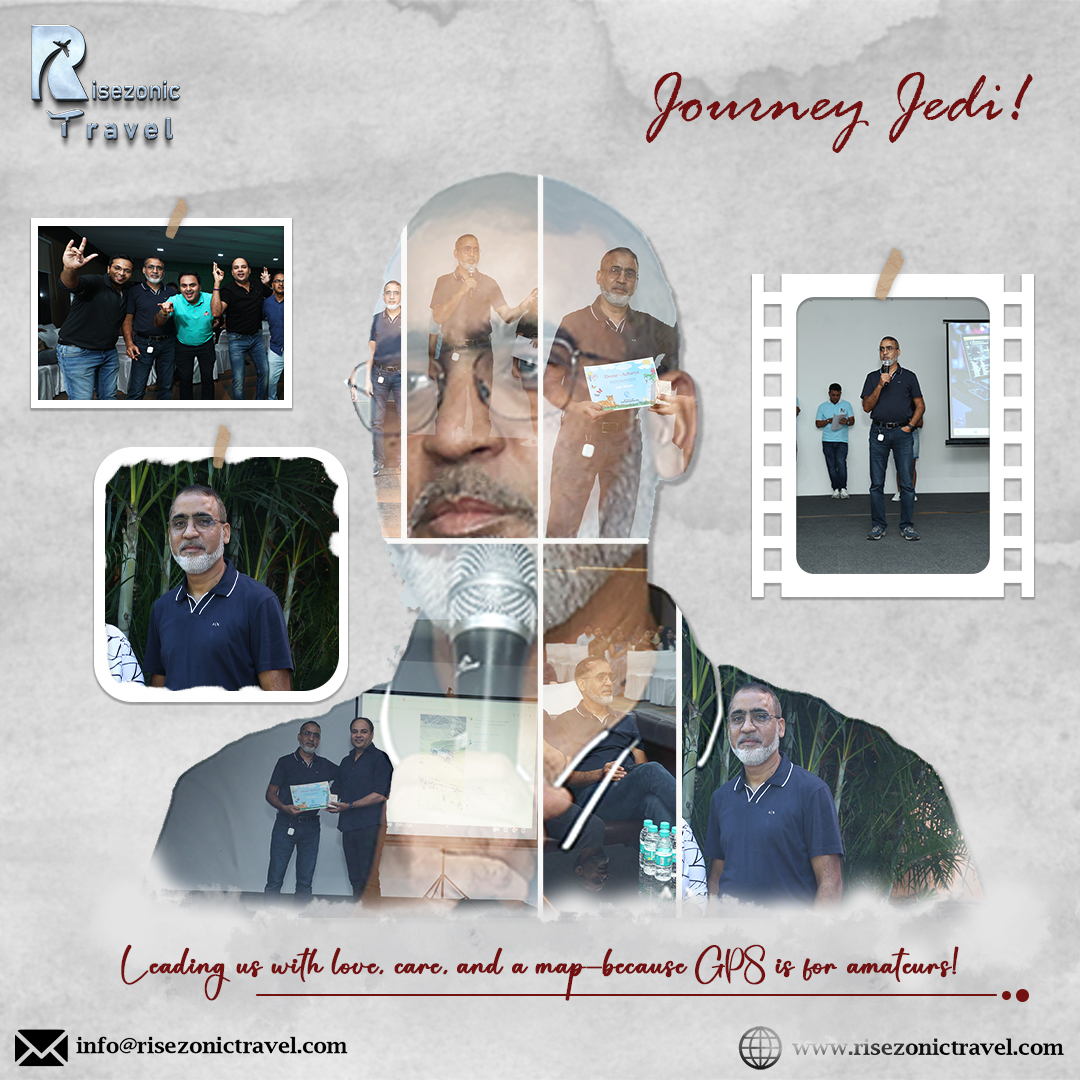 Risezonic
Travel
Journey Jedi!
Leading us with love, care, and a map—because GPS is for amateurs!
info@risezonictravel.com
www.risezonictravel.com